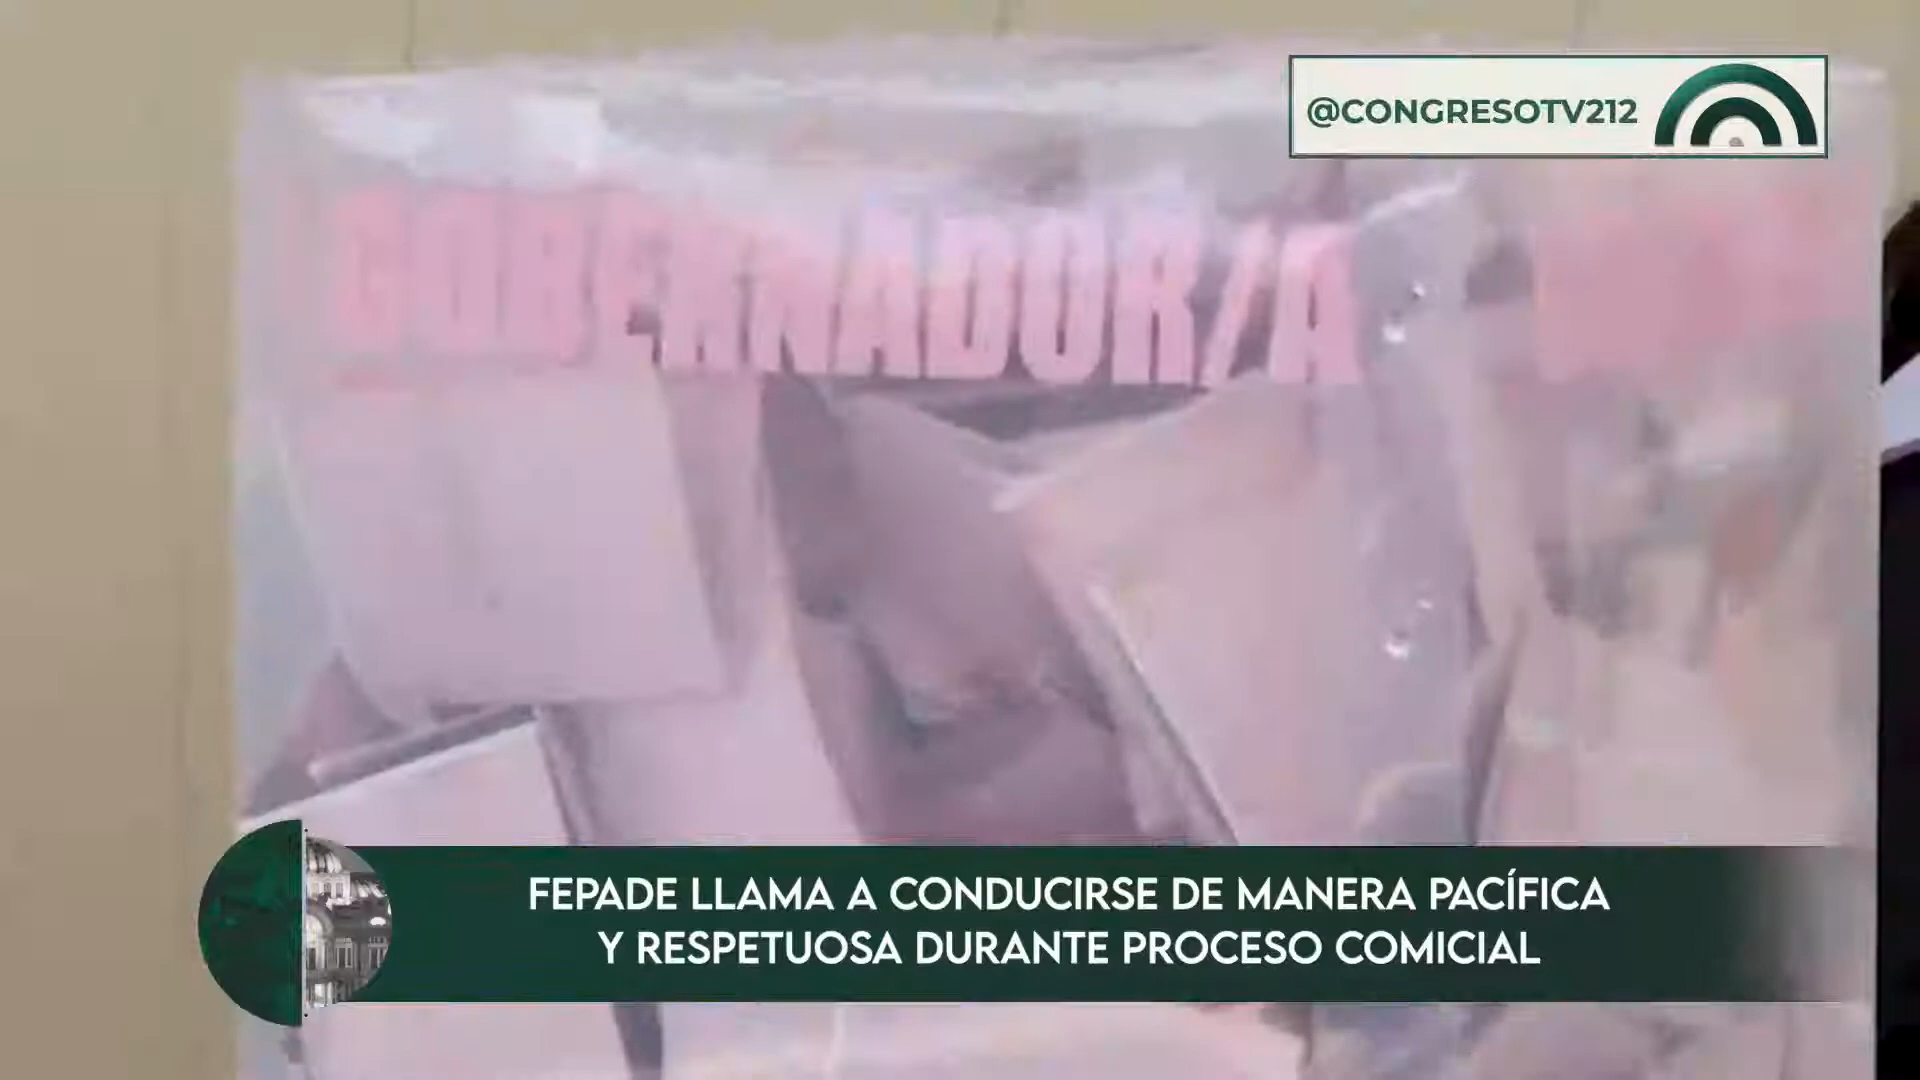 @CONGRESOTV212
GOBERNADOR/A
FEPADE LLAMA A CONDUCIRSE DE MANERA PACÍFICA
Y RESPETUOSA DURANTE PROCESO COMICIAL